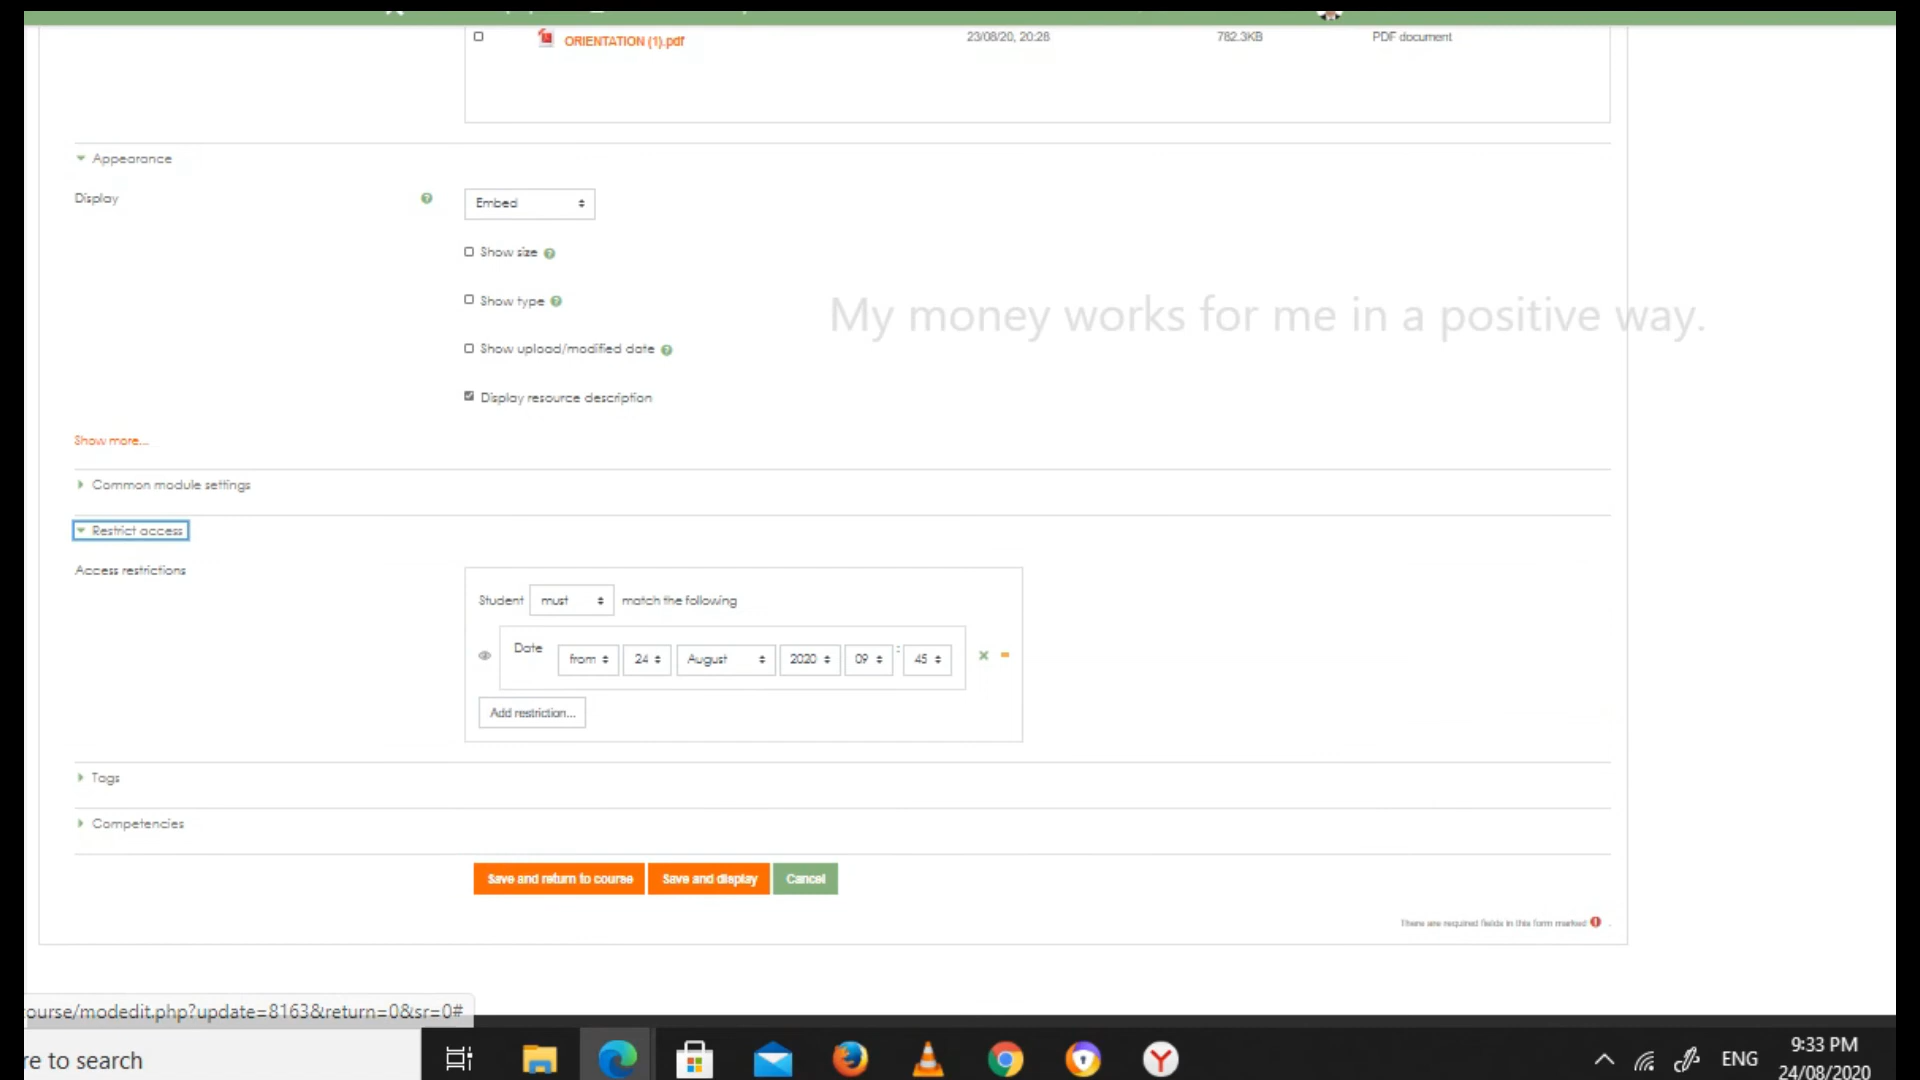 ORIENTATION (1).pdf 23/08/20, 20:28 782.3KB PDF document
Appearance
Display
Embed
Show size
Show type
My money works for me in a positive way.
Show upload/modified date
Display resource description
Show more...
Common module settings
Restrict access
Access restrictions
Student must match the following
Date from 24 August 2020 09 : 45
Add restriction...
Tags
Competencies
Save and return to course Save and display Cancel
There are required fields in this form marked .
ourse/modedit.php?update=8163&return=0&sr=0#
re to search
ENG
9:33 PM
24/08/2020